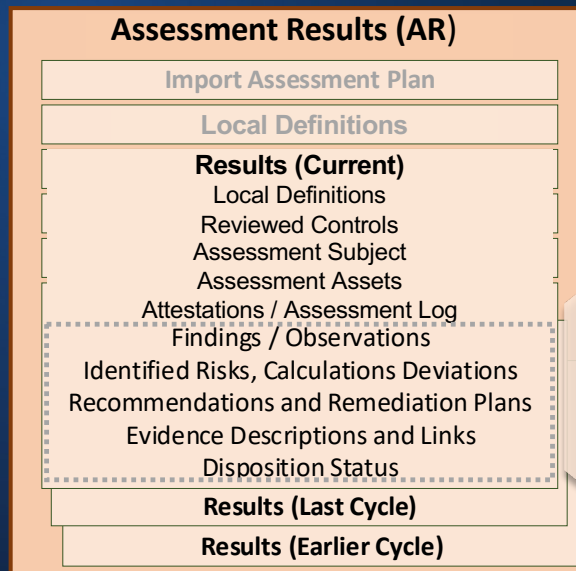 Assessment Results (AR)
Import Assessment Plan
Local Definitions
Results (Current)
Local Definitions
Reviewed Controls
Assessment Subject
Assessment Assets
Attestations / Assessment Log
Findings / Observations
Identified Risks, Calculations Deviations
Recommendations and Remediation Plans
Evidence Descriptions and Links
Disposition Status
Results (Last Cycle)
Results (Earlier Cycle)